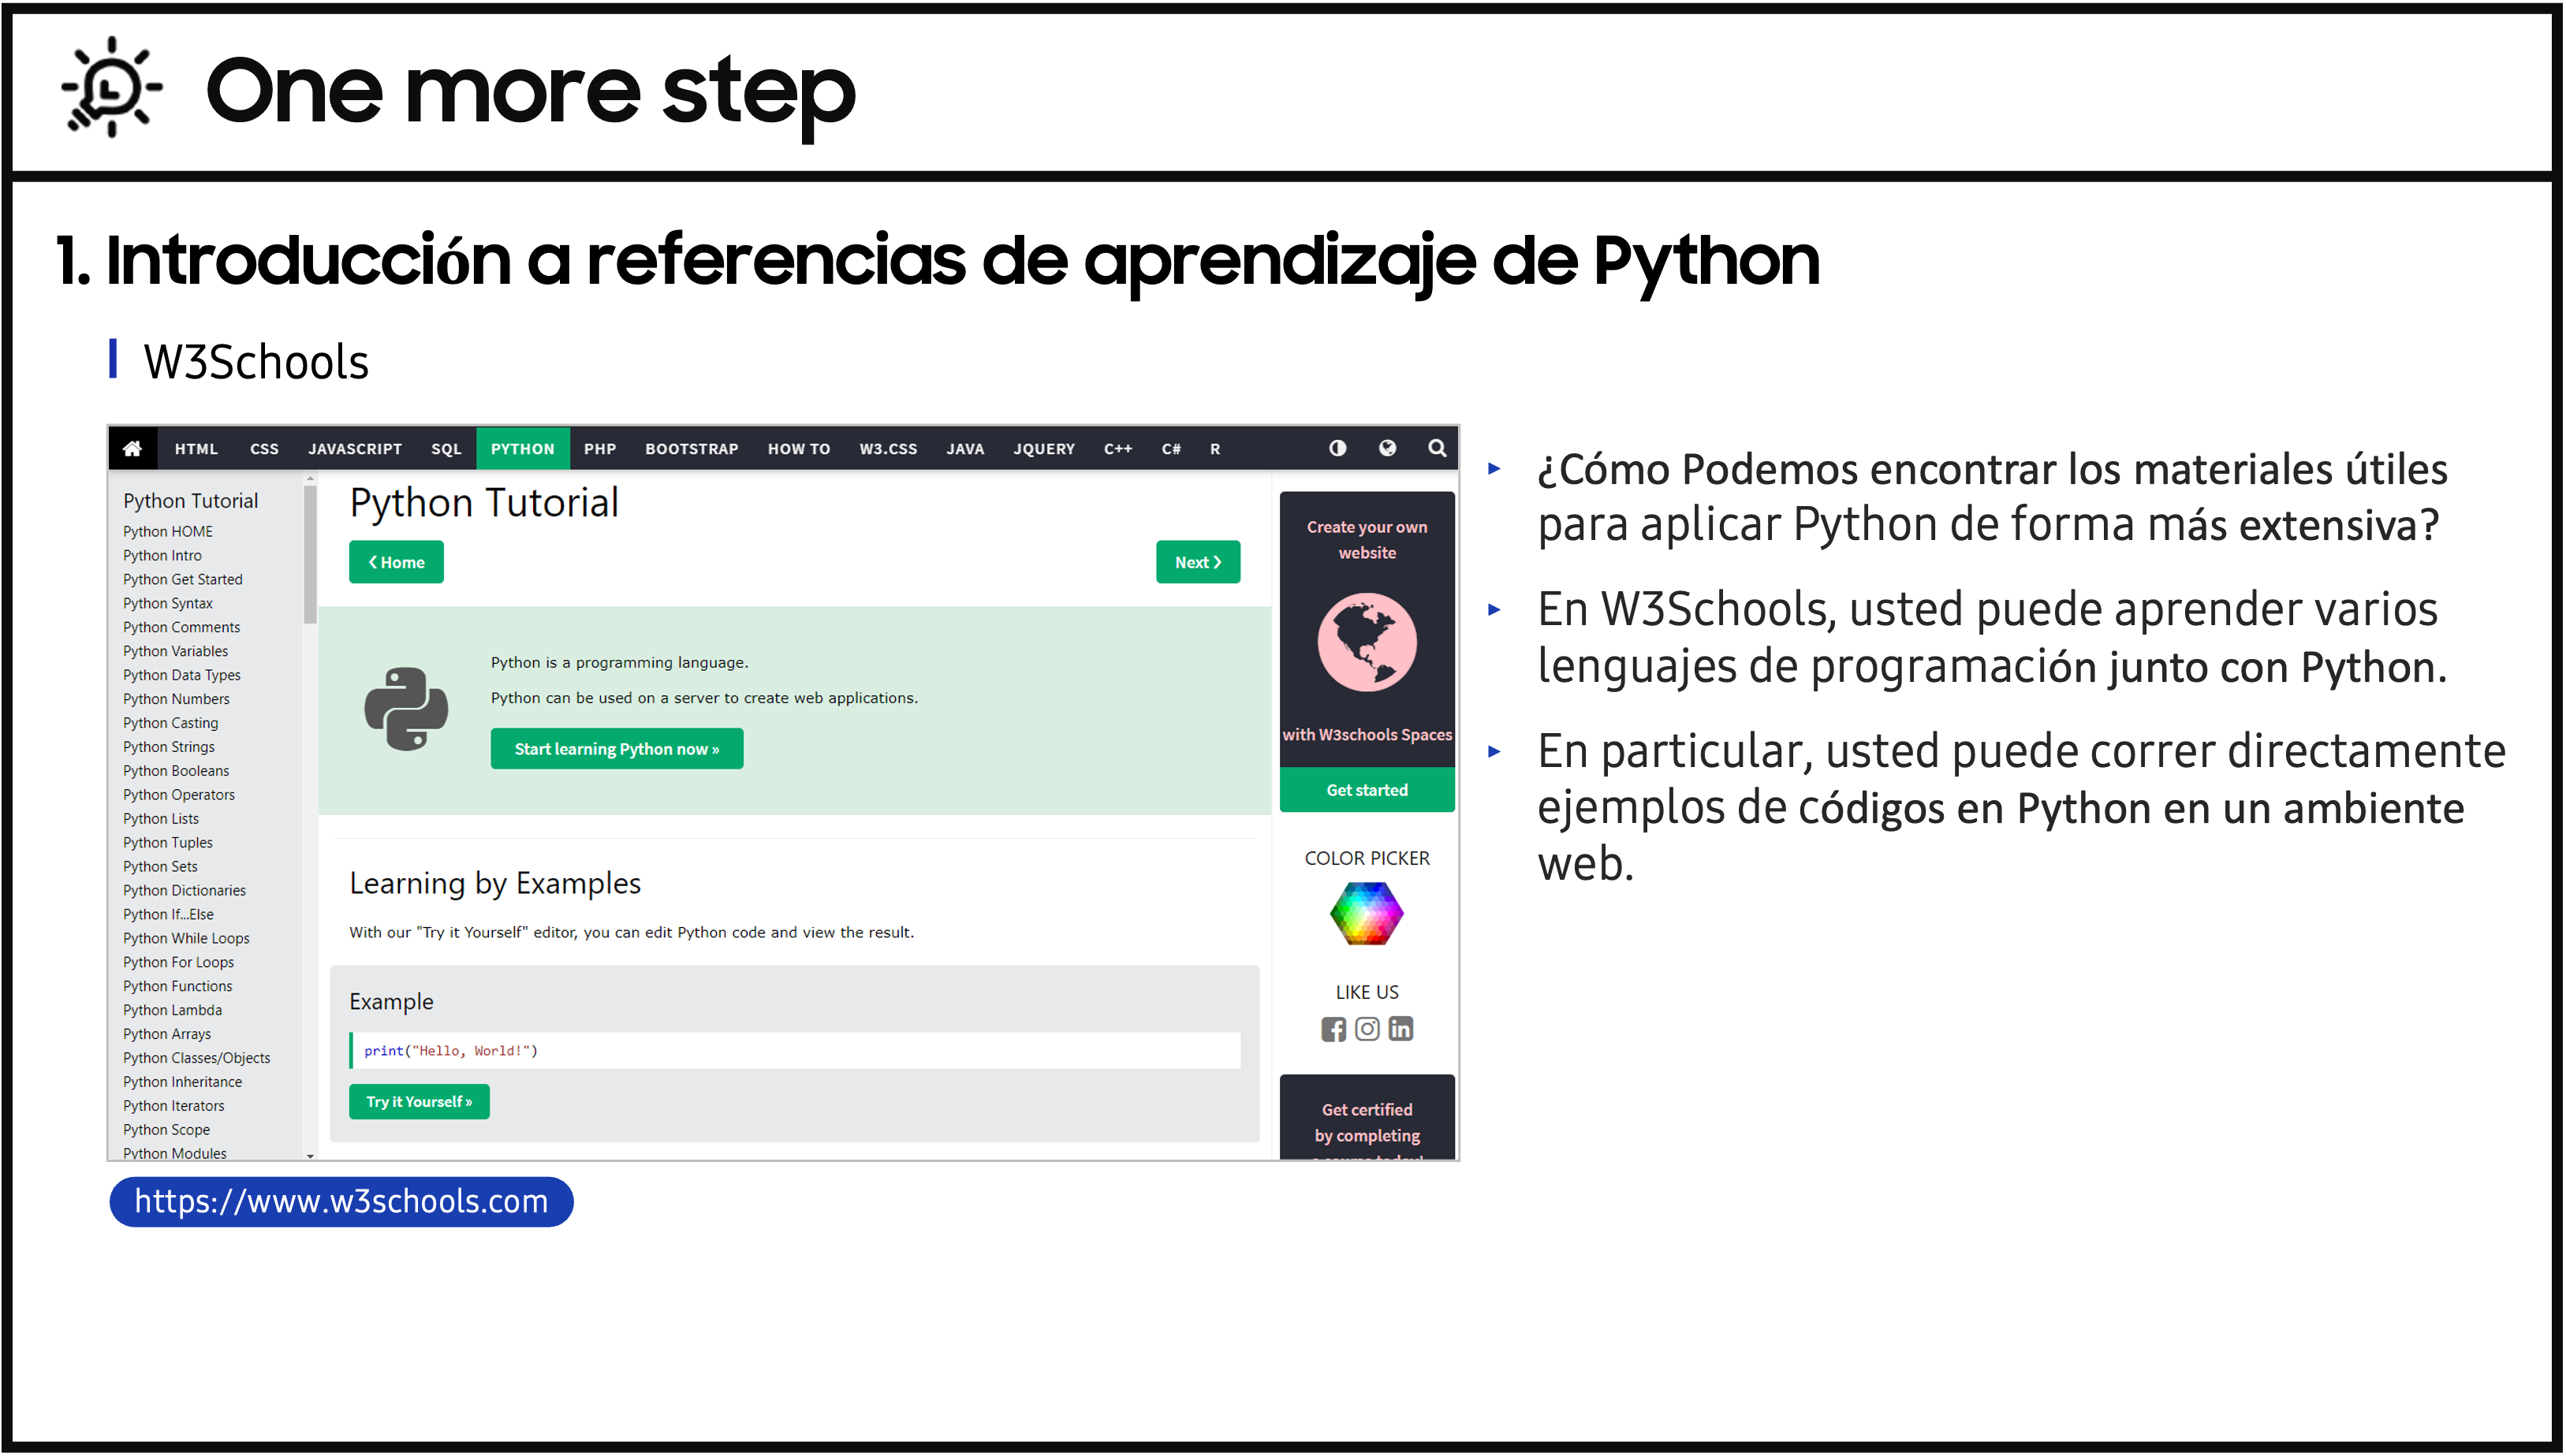 One more step
1. Introducción a referencias de aprendizaje de Python
W3Schools
HTML CSS JAVASCRIPT SQL PYTHON PHP BOOTSTRAP HOW TO W3.CSS JAVA JQUERY C++ C# R
Python Tutorial
Python HOME
Python Intro
Python Get Started
Python Syntax
Python Comments
Python Variables
Python Data Types
Python Numbers
Python Casting
Python Strings
Python Booleans
Python Operators
Python Lists
Python Tuples
Python Sets
Python Dictionaries
Python If...Else
Python While Loops
Python For Loops
Python Functions
Python Lambda
Python Arrays
Python Classes/Objects
Python Inheritance
Python Iterators
Python Scope
Python Modules
Python Tutorial
❮ Home
Next ❯
Python is a programming language.
Python can be used on a server to create web applications.
Start learning Python now »
Learning by Examples
With our "Try it Yourself" editor, you can edit Python code and view the result.
Example
print("Hello, World!")
Try it Yourself »
Create your own
website
with W3schools Spaces
Get started
COLOR PICKER
LIKE US
Get certified
by completing
a course today!
https://www.w3schools.com
¿Cómo Podemos encontrar los materiales útiles
para aplicar Python de forma más extensiva?
En W3Schools, usted puede aprender varios
lenguajes de programación junto con Python.
En particular, usted puede correr directamente
ejemplos de códigos en Python en un ambiente
web.